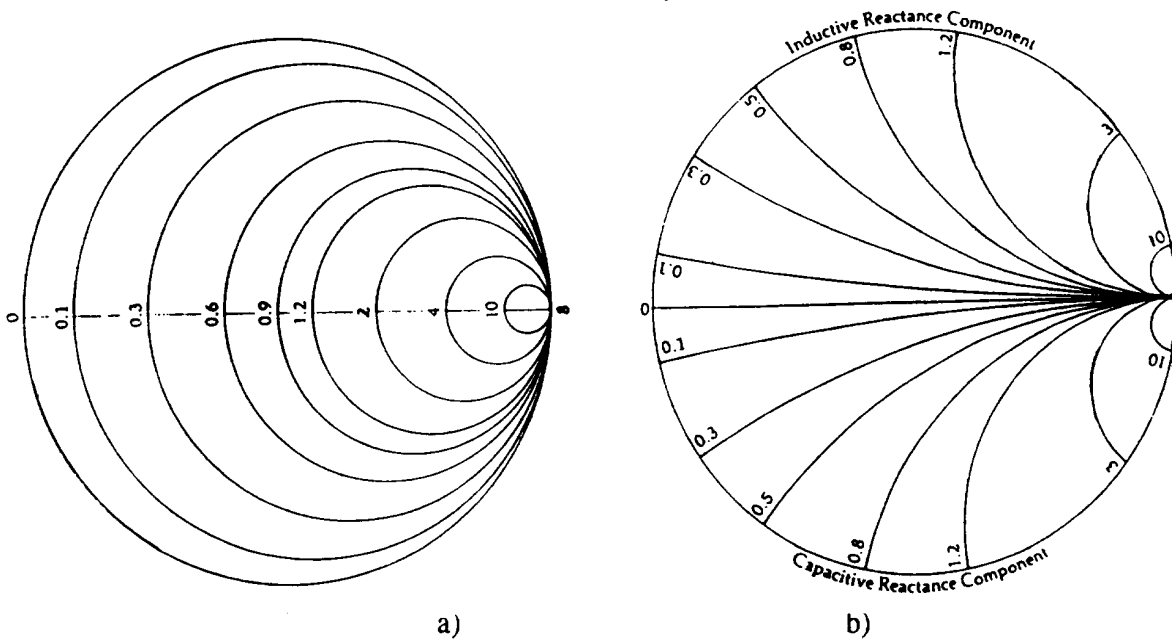 0 0.1 0.3 0.6 0.9 1.2 2 4 10 8
a)
Inductive Reactance Component
0 0.1 0.3 0.5 0.8 1.2 3 10
0.1 0.3 0.5 0.8 1.2 3 10
Capacitive Reactance Component
b)